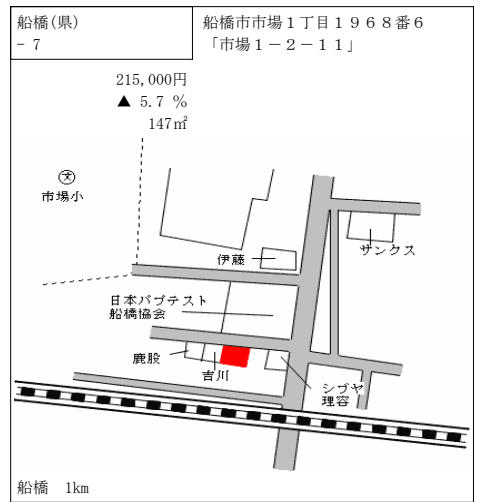 船橋(県)
- 7
船橋市市場１丁目１９６８番６
「市場１－２－１１」
215,000円
▲ 5.7 %
147㎡
文
市場小
サンクス
伊藤
日本バプテスト
船橋協会
鹿股
吉川
シブヤ
理容
船橋 1km